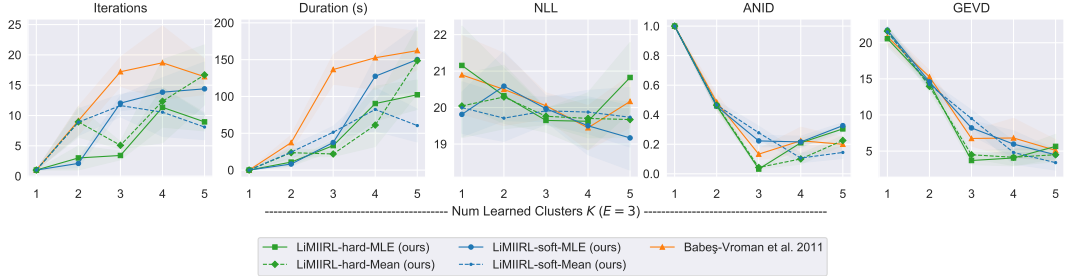 Iterations
Duration (s)
NLL
ANID
GEVD
25
20
15
10
5
0
200
150
100
50
0
22
21
20
19
1.0
0.8
0.6
0.4
0.2
0.0
20
15
10
5
1 2 3 4 5
1 2 3 4 5
1 2 3 4 5
1 2 3 4 5
1 2 3 4 5
Num Learned Clusters K (E = 3)
LiMIIRL-hard-MLE (ours)
LiMIIRL-hard-Mean (ours)
LiMIIRL-soft-MLE (ours)
LiMIIRL-soft-Mean (ours)
Babeş-Vroman et al. 2011